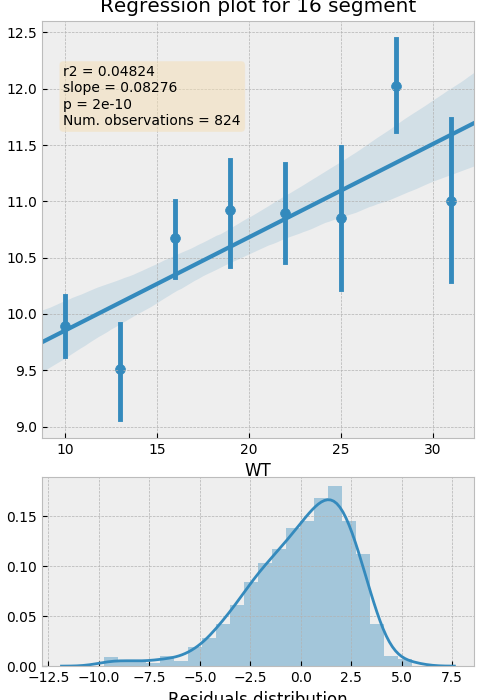 Regression plot for 16 segment
12.5
12.0
11.5
11.0
10.5
10.0
9.5
9.0
r2 = 0.04824
slope = 0.08276
p = 2e-10
Num. observations = 824
10 15 20 25 30
WT
0.15
0.10
0.05
0.00
−12.5 −10.0 −7.5 −5.0 −2.5 0.0 2.5 5.0 7.5
Residuals distribution